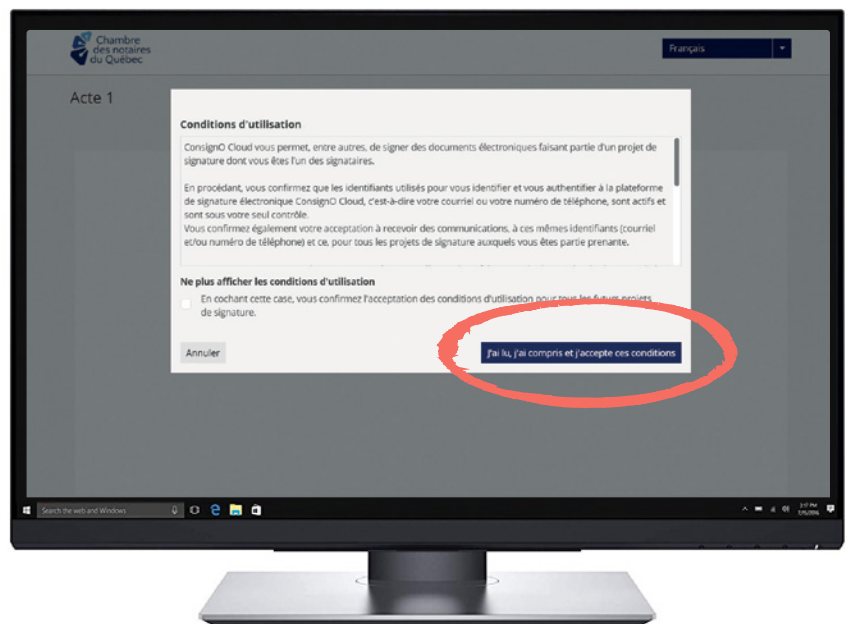 Chambre
des notaires
du Québec
Français
Acte 1
Conditions d'utilisation
ConsignO Cloud vous permet, entre autres, de signer des documents électroniques faisant partie d'un projet de
signature dont vous êtes l'un des signataires.
En procédant, vous confirmez que les identifiants utilisés pour vous identifier et vous authentifier à la plateforme
de signature électronique ConsignO Cloud, c'est-à-dire votre courriel ou votre numéro de téléphone, sont actifs et
sont sous votre seul contrôle.
Vous confirmez également votre acceptation à recevoir des communications, à ces mêmes identifiants (courriel
et/ou numéro de téléphone) et ce, pour tous les projets de signature auxquels vous êtes partie prenante.
Ne plus afficher les conditions d'utilisation
En cochant cette case, vous confirmez l'acceptation des conditions d'utilisation pour tous les futurs projets
de signature.
Annuler
J'ai lu, j'ai compris et j'accepte ces conditions
Search the web and Windows